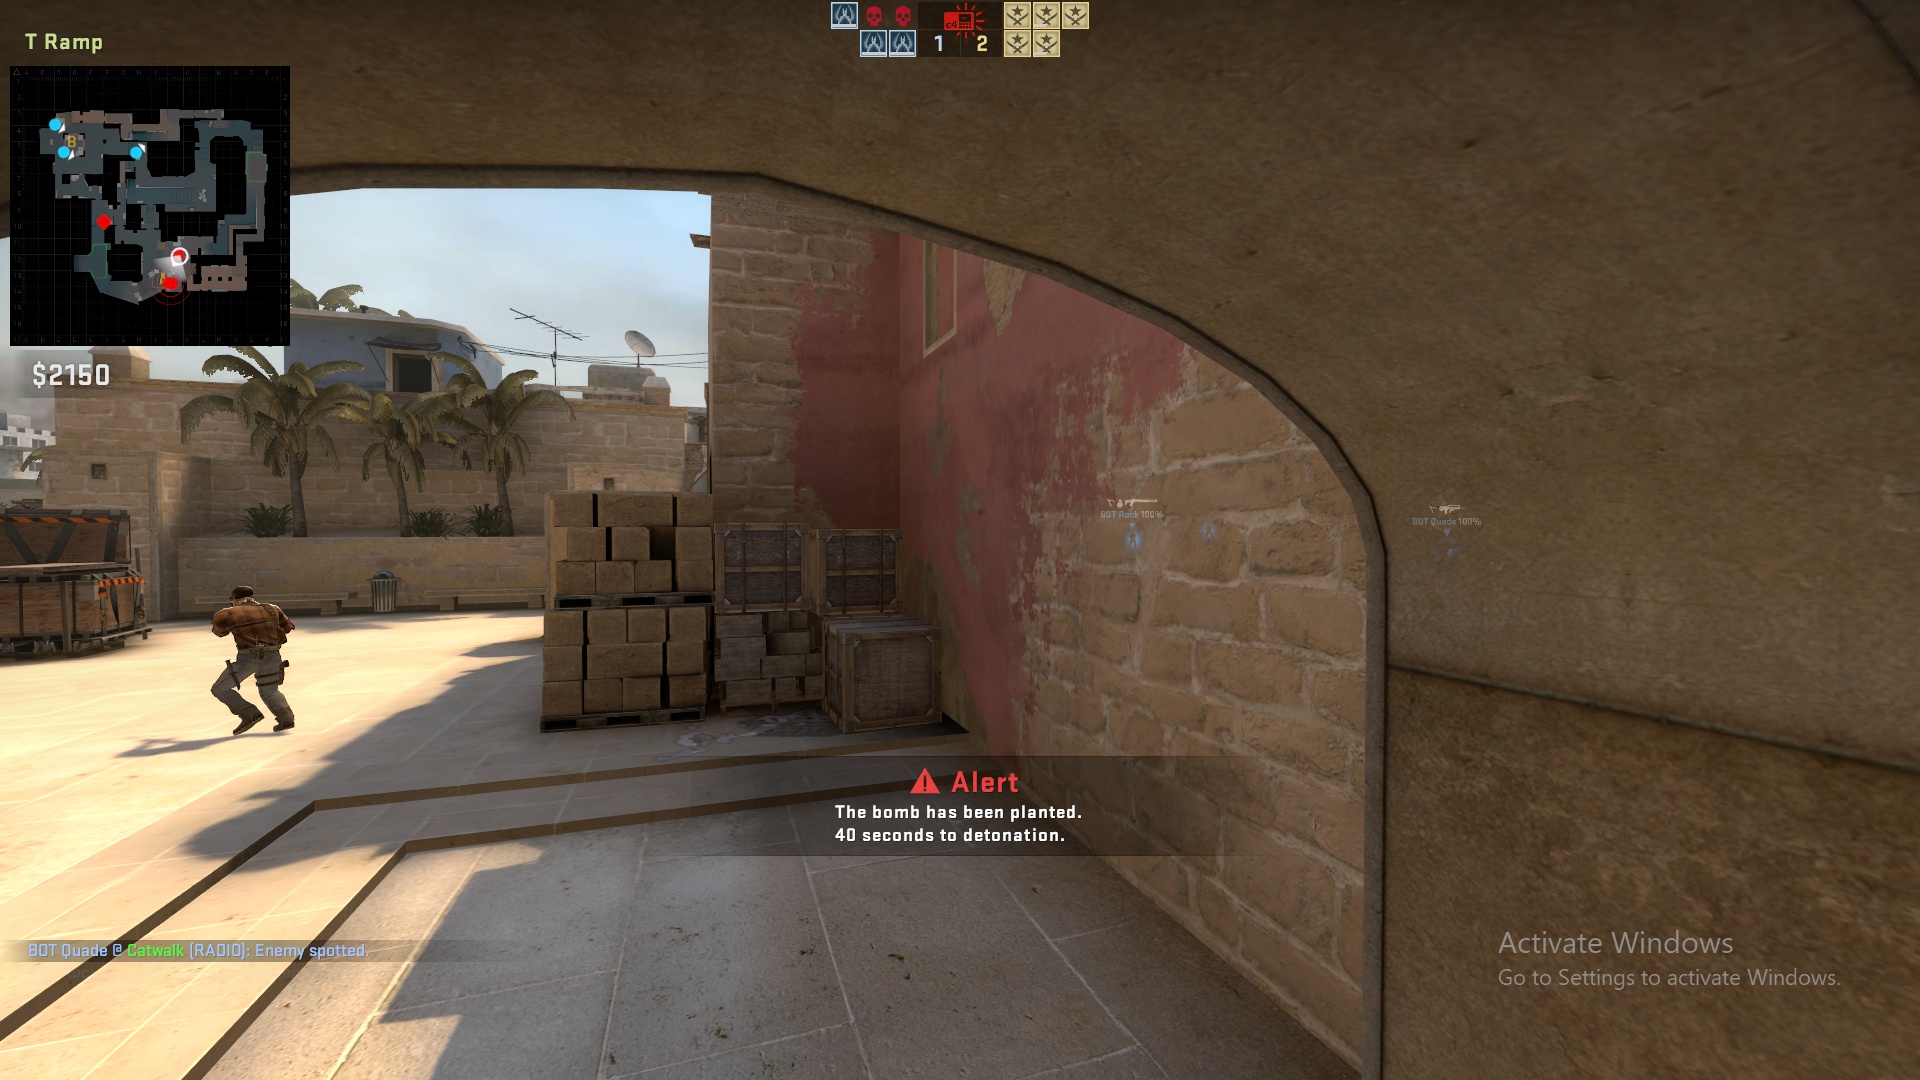 T Ramp
1 2
B
A
$2150
BOT Rock 100%
BOT Quade 100%
Alert
The bomb has been planted.
40 seconds to detonation.
BOT Quade @ Catwalk (RADIO): Enemy spotted.
Activate Windows
Go to Settings to activate Windows.